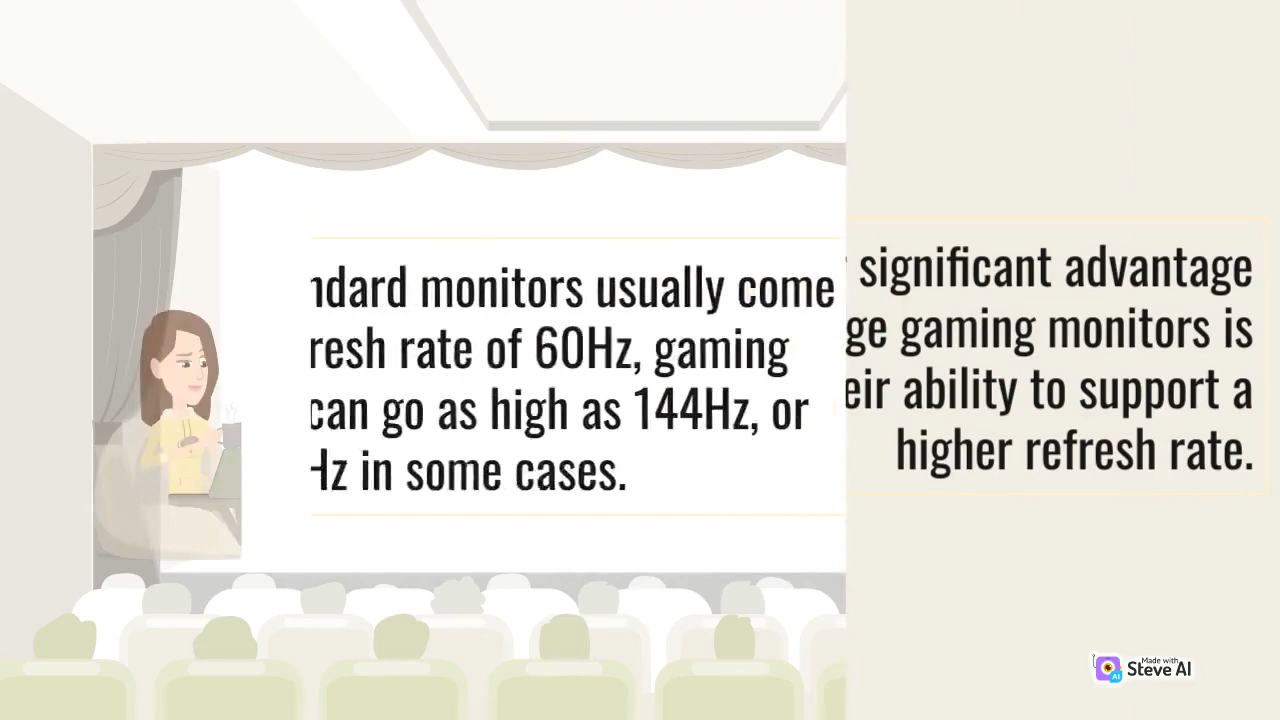 ndard monitors usually come
resh rate of 60Hz, gaming
can go as high as 144Hz, or
Hz in some cases.
significant advantage
ge gaming monitors is
eir ability to support a
higher refresh rate.
Made with
Steve AI